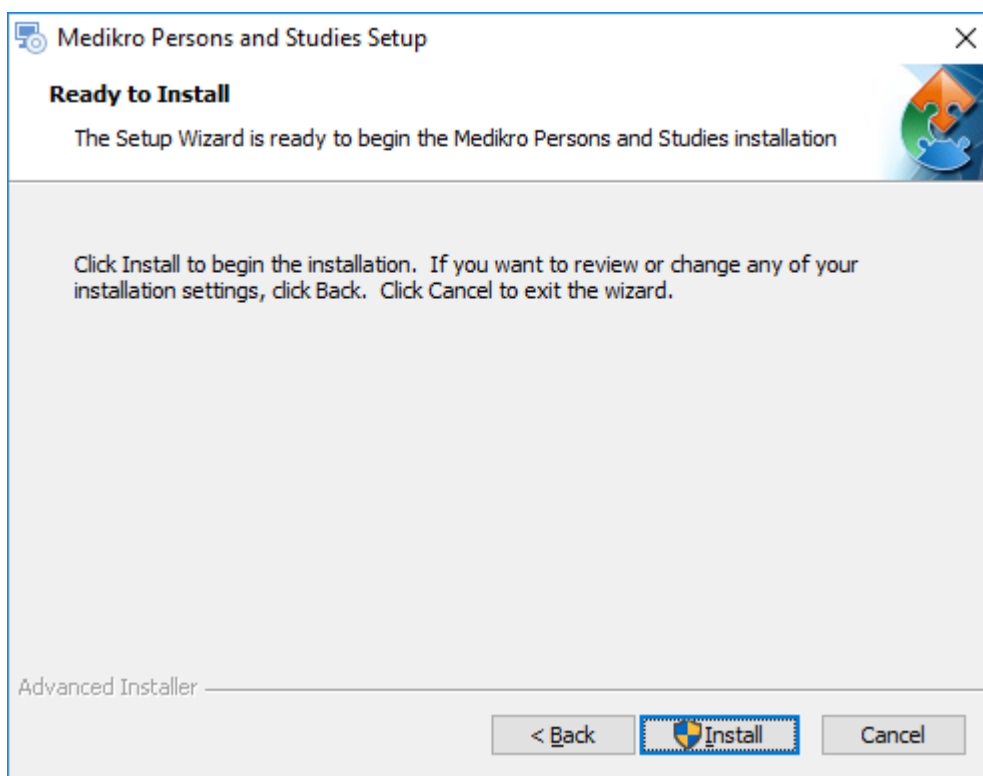 Medikro Persons and Studies Setup
Ready to Install
The Setup Wizard is ready to begin the Medikro Persons and Studies installation
Click Install to begin the installation.  If you want to review or change any of your
installation settings, click Back.  Click Cancel to exit the wizard.
Advanced Installer
< Back
Install
Cancel